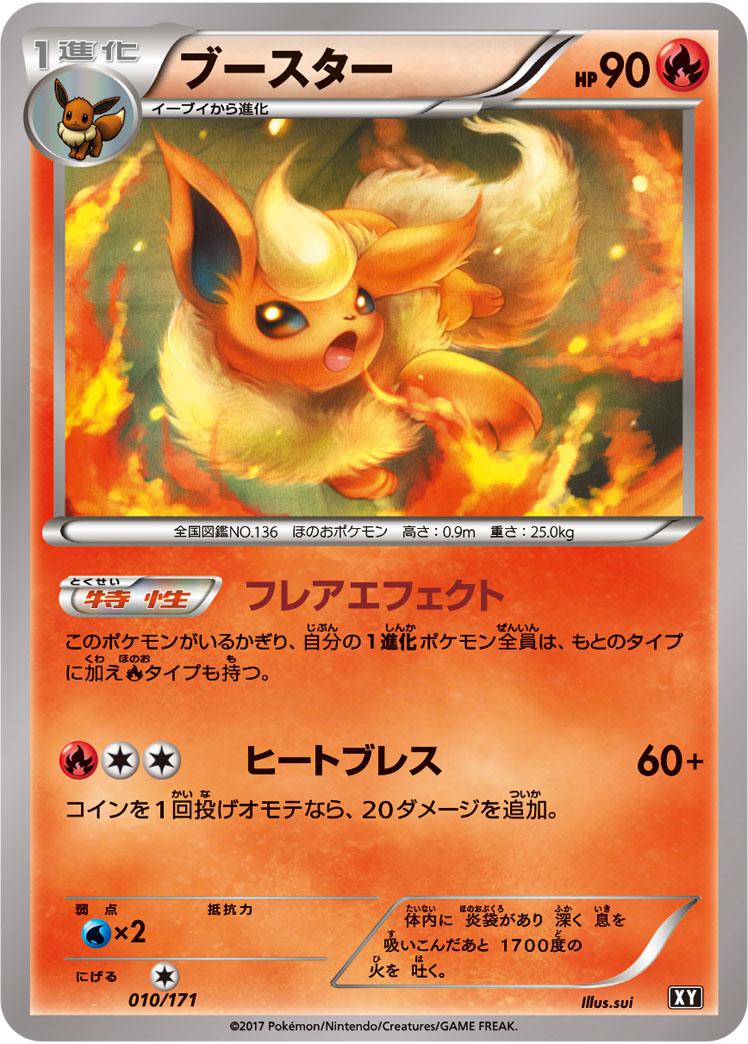 1進化
ブースター
HP90
イーブイから進化
全国図鑑NO.136 ほのおポケモン 高さ:0.9m 重さ:25.0kg
とくせい
特性 フレアエフェクト
このポケモンがいるかぎり、自分の1進化ポケモン全員は、もとのタイプ
に加えタイプも持つ。
ヒートブレス 60+
コインを1回投げオモテなら、20ダメージを追加。
弱点 抵抗力
×2
にげる
体内に 炎袋があり 深く 息を
吸いこんだあと 1700度の
火を 吐く。
010/171
Illus.sui
XY
©2017 Pokémon/Nintendo/Creatures/GAME FREAK.